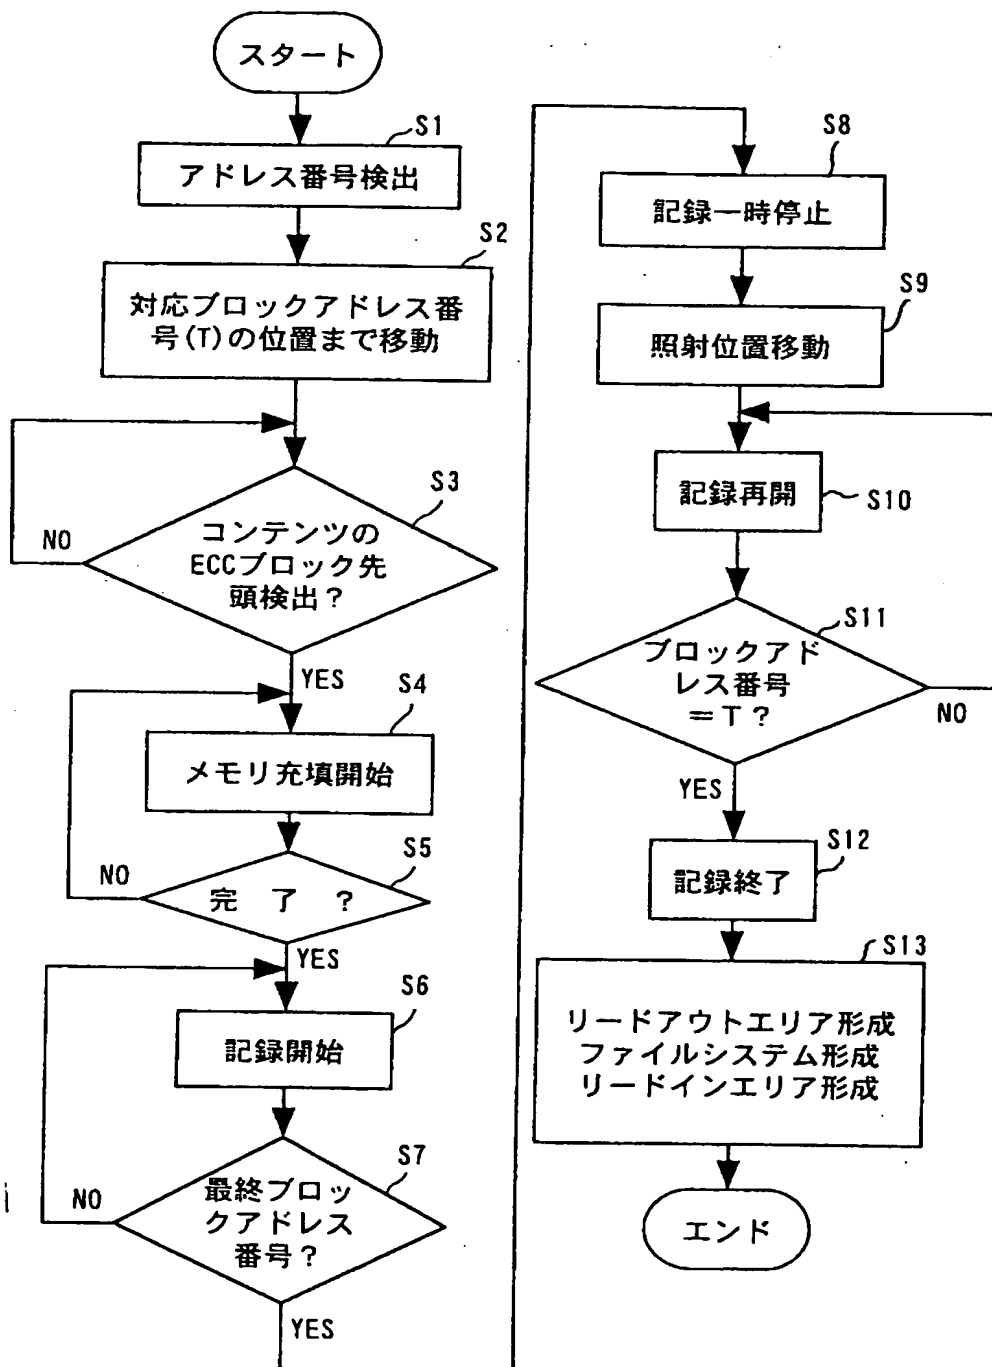 スタート
S1
アドレス番号検出
S2
対応ブロックアドレス番
号(T)の位置まで移動
S3
コンテンツの
ECCブロック先
頭検出?
NO
YES
S4
メモリ充填開始
S5
完 了 ?
NO
YES
S6
記録開始
S7
最終ブロッ
クアドレス
番号?
NO
YES
S8
記録一時停止
S9
照射位置移動
記録再開
S10
S11
ブロックアド
レス番号
=T?
NO
YES
S12
記録終了
S13
リードアウトエリア形成
ファイルシステム形成
リードインエリア形成
エンド